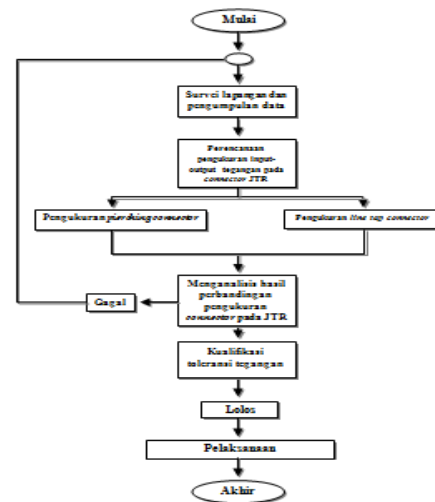 Mulai
Survei lapangan dan
pengumpulan data
Perencanaan
pengukuran input-
output tegangan pada
connector JTR
Pengukuran pierching connector
Pengukuran line tap connector
Menganalisis hasil
perbandingan
pengukuran
connector pada JTR
Gagal
Kualifikasi
toleransi tegangan
Lolos
Pelaksanaan
Akhir